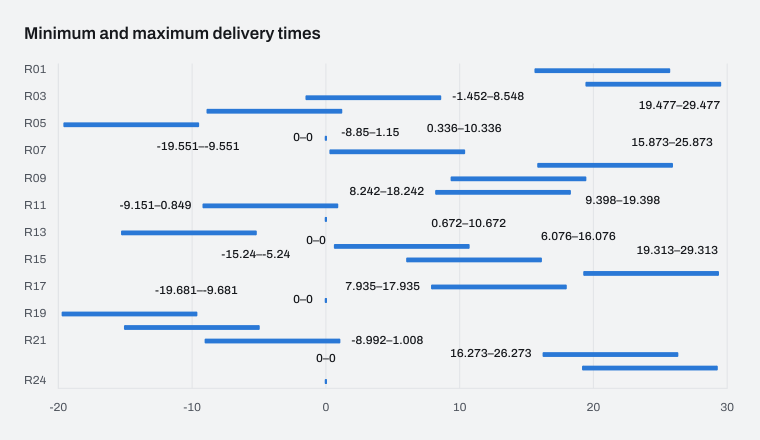 Minimum and maximum delivery times
R01
R03
-1.452–8.548
19.477–29.477
R05
-8.85–1.15
0.336–10.336
0–0
-19.551–-9.551
15.873–25.873
R07
R09
8.242–18.242
9.398–19.398
R11
-9.151–0.849
0.672–10.672
R13
0–0
6.076–16.076
-15.24–-5.24
19.313–29.313
R15
R17
7.935–17.935
-19.681–-9.681
0–0
R19
R21
-8.992–1.008
0–0
16.273–26.273
R24
-20
-10
0
10
20
30